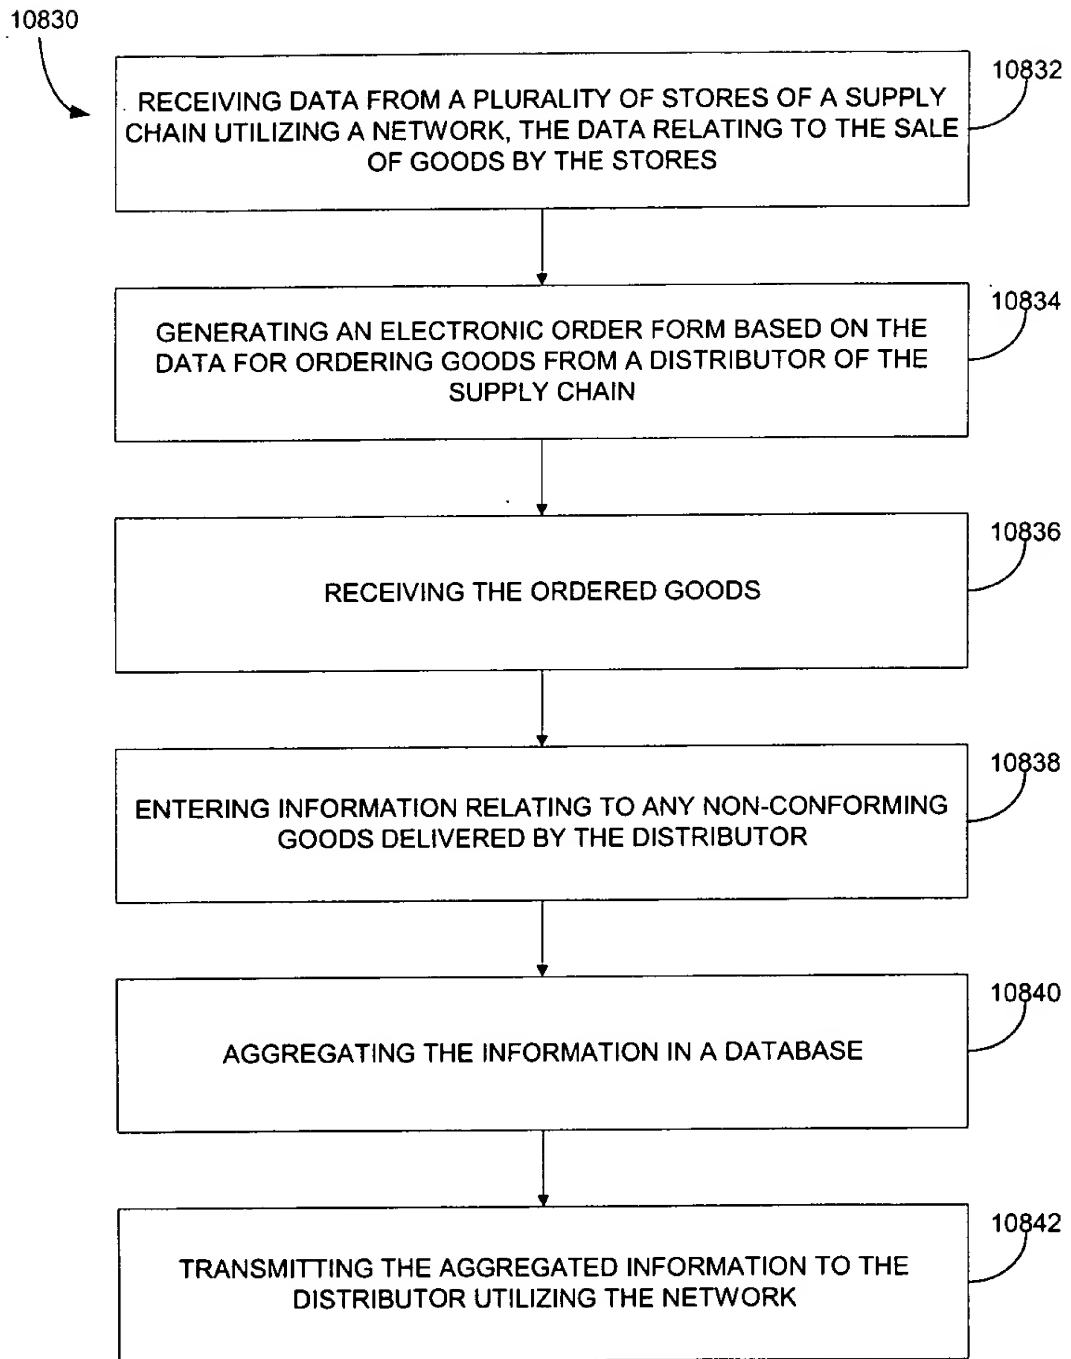 10830
10832
RECEIVING DATA FROM A PLURALITY OF STORES OF A SUPPLY
CHAIN UTILIZING A NETWORK, THE DATA RELATING TO THE SALE
OF GOODS BY THE STORES
10834
GENERATING AN ELECTRONIC ORDER FORM BASED ON THE
DATA FOR ORDERING GOODS FROM A DISTRIBUTOR OF THE
SUPPLY CHAIN
10836
RECEIVING THE ORDERED GOODS
10838
ENTERING INFORMATION RELATING TO ANY NON-CONFORMING
GOODS DELIVERED BY THE DISTRIBUTOR
10840
AGGREGATING THE INFORMATION IN A DATABASE
10842
TRANSMITTING THE AGGREGATED INFORMATION TO THE
DISTRIBUTOR UTILIZING THE NETWORK